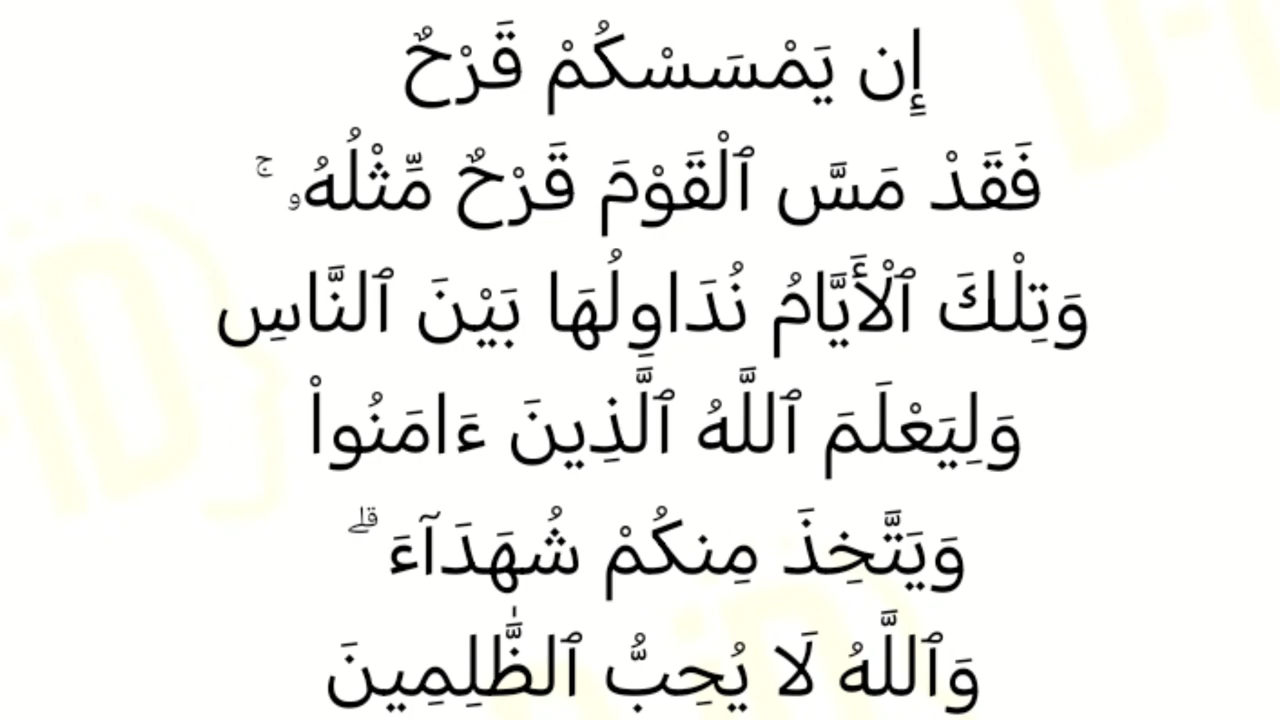 إِن يَمْسَسْكُمْ قَرْحٌ
فَقَدْ مَسَّ ٱلْقَوْمَ قَرْحٌ مِّثْلُهُۥ ۚ
وَتِلْكَ ٱلْأَيَّامُ نُدَاوِلُهَا بَيْنَ ٱلنَّاسِ
وَلِيَعْلَمَ ٱللَّهُ ٱلَّذِينَ ءَامَنُوا۟
وَيَتَّخِذَ مِنكُمْ شُهَدَآءَ ۗ
وَٱللَّهُ لَا يُحِبُّ ٱلظَّٰلِمِينَ